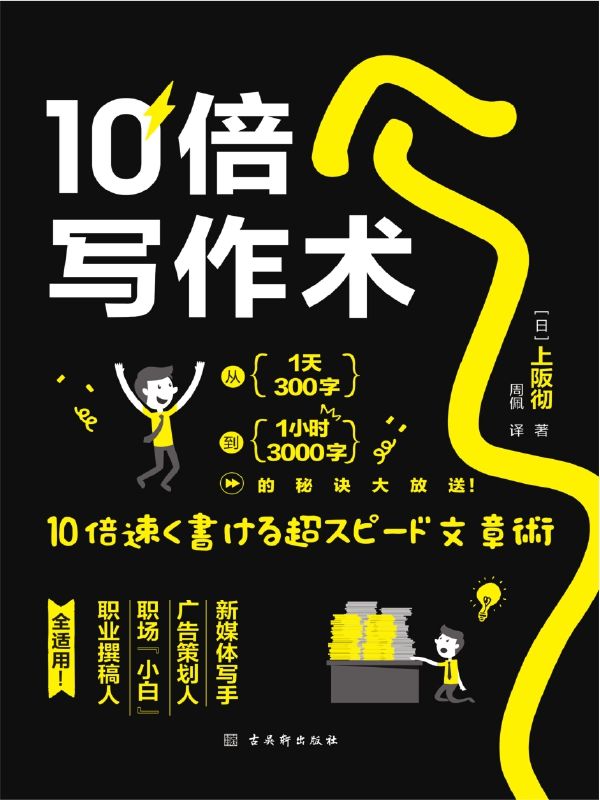 10倍
写作术
[日]上阪彻 著
周佩 译
从 1天
300字
到 1小时
3000字
的秘诀大放送!
10倍速く書ける超スピード文章術
新媒体写手
广告策划人
职场『小白』
职业撰稿人
全适用!
古吴轩出版社